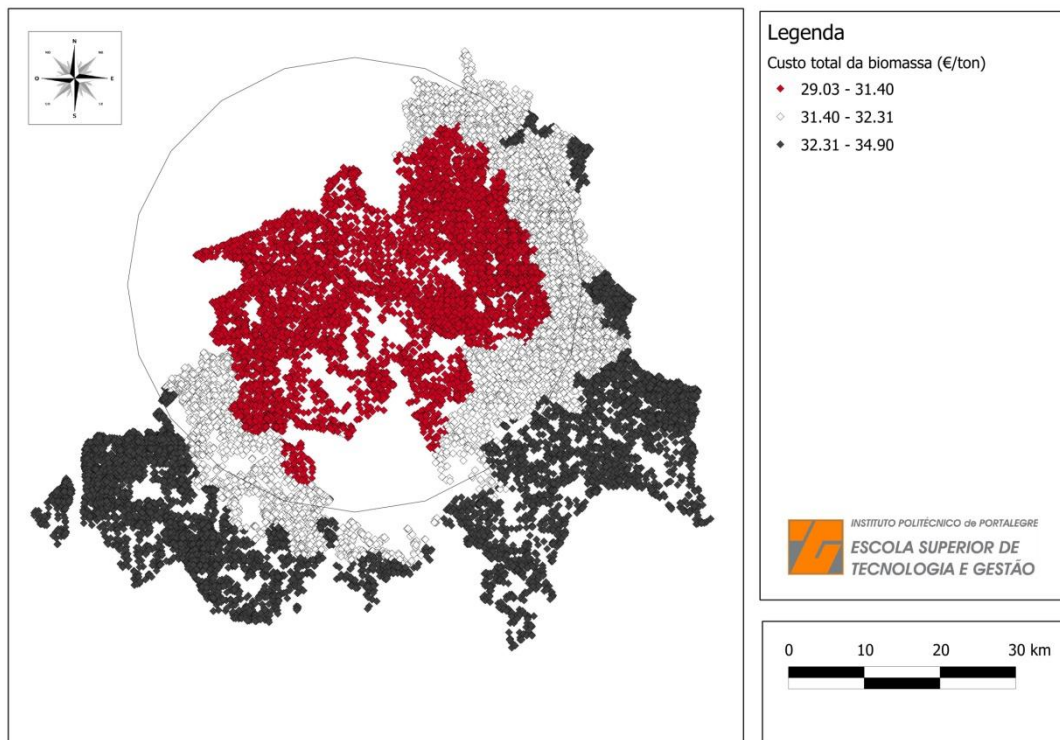 N
O
E
S
Legenda
Custo total da biomassa (€/ton)
29.03 - 31.40
31.40 - 32.31
32.31 - 34.90
INSTITUTO POLITÉCNICO de PORTALEGRE
ESCOLA SUPERIOR DE
TECNOLOGIA E GESTÃO
0 10 20 30 km